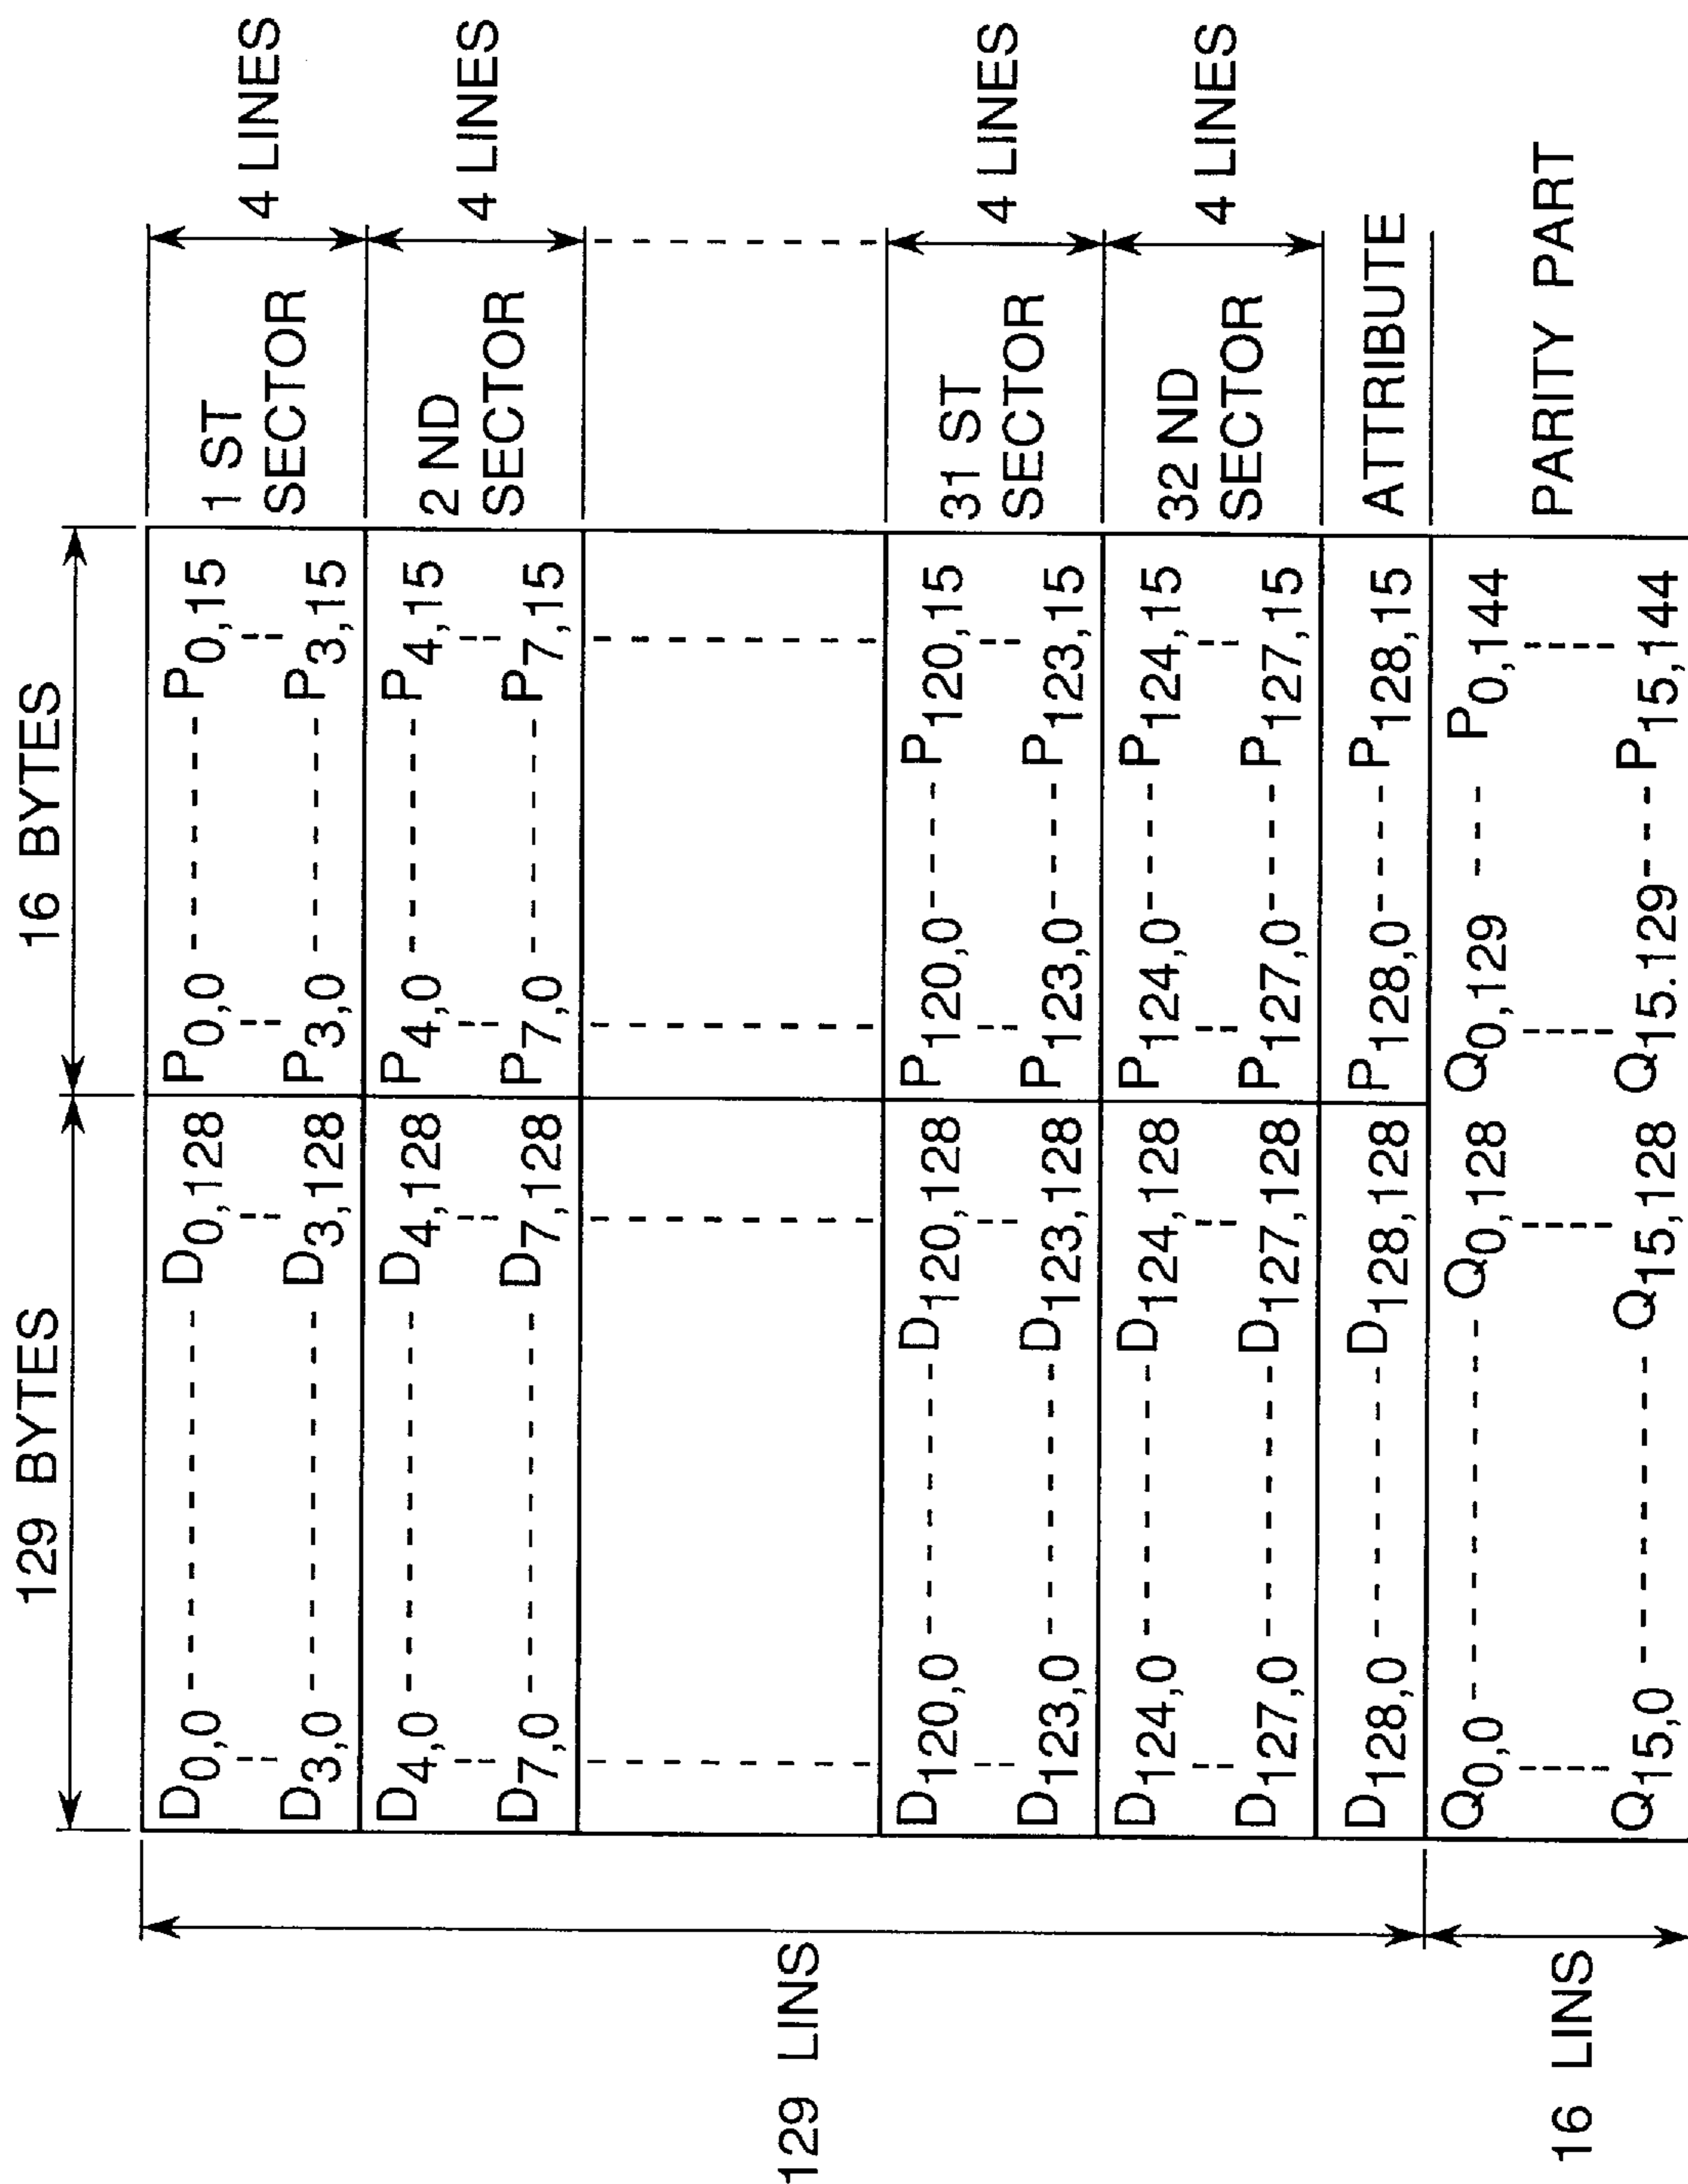 129 BYTES 16 BYTES
D0,0 ---------- D0,128 P0,0 -------- P0,15 1 ST SECTOR 4 LINES
D3,0 ---------- D3,128 P3,0 -------- P3,15
D4,0 ---------- D4,128 P4,0 -------- P4,15 2 ND SECTOR 4 LINES
D7,0 ---------- D7,128 P7,0 -------- P7,15
129 LINS
D120,0 -------- D120,128 P120,0 ---- P120,15 31 ST SECTOR 4 LINES
D123,0 -------- D123,128 P123,0 ---- P123,15
D124,0 -------- D124,128 P124,0 ---- P124,15 32 ND SECTOR 4 LINES
D127,0 -------- D127,128 P127,0 ---- P127,15
D128,0 -------- D128,128 P128,0 ---- P128,15 ATTRIBUTE
Q0,0 ---------- Q0,128 Q0,129 --- P0,144 PARITY PART
16 LINS
Q15,0 --------- Q15,128 Q15.129 --- P15,144